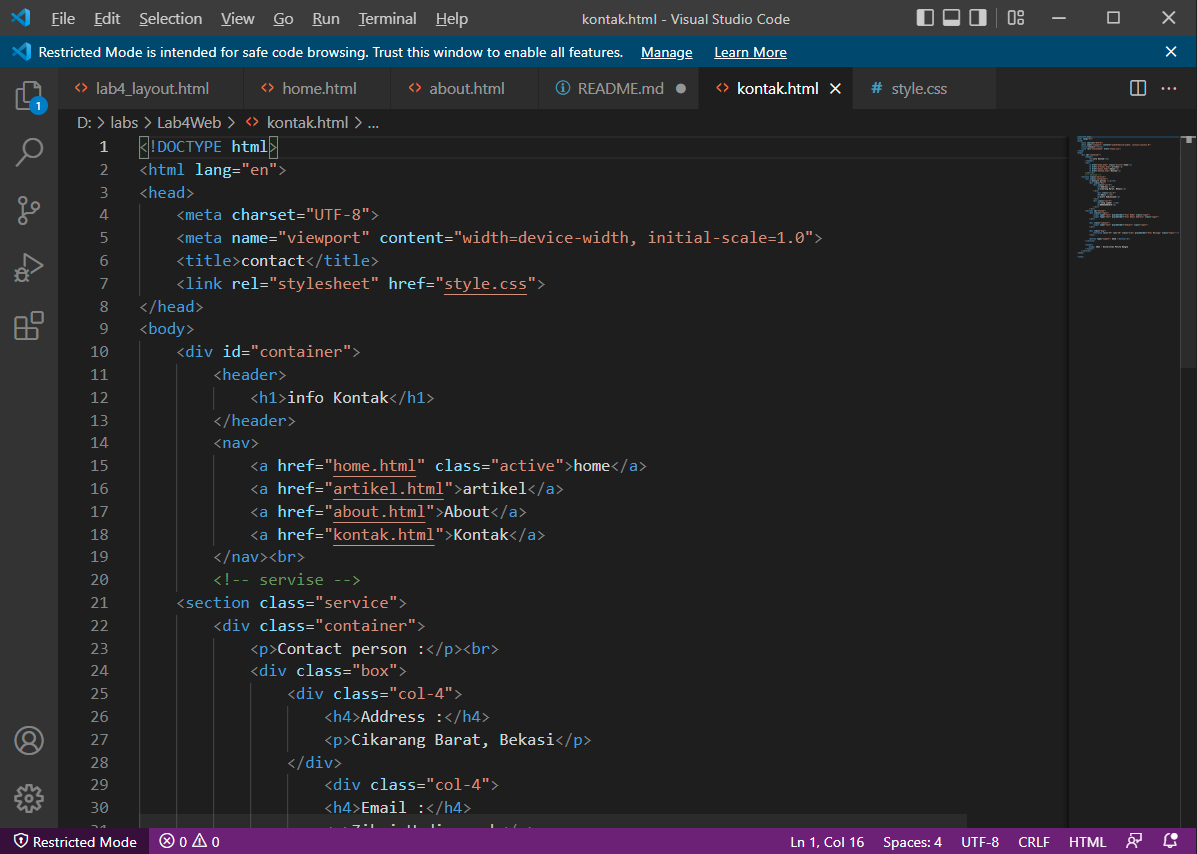 File Edit Selection View Go Run Terminal Help kontak.html - Visual Studio Code
Restricted Mode is intended for safe code browsing. Trust this window to enable all features. Manage Learn More
lab4_layout.html home.html about.html README.md kontak.html # style.css
1
D: > labs > Lab4Web > kontak.html > ...
1 <!DOCTYPE html>
2 <html lang="en">
3 <head>
4 <meta charset="UTF-8">
5 <meta name="viewport" content="width=device-width, initial-scale=1.0">
6 <title>contact</title>
7 <link rel="stylesheet" href="style.css">
8 </head>
9 <body>
10 <div id="container">
11 <header>
12 <h1>info Kontak</h1>
13 </header>
14 <nav>
15 <a href="home.html" class="active">home</a>
16 <a href="artikel.html">artikel</a>
17 <a href="about.html">About</a>
18 <a href="kontak.html">Kontak</a>
19 </nav><br>
20 <!-- servise -->
21 <section class="service">
22 <div class="container">
23 <p>Contact person :</p><br>
24 <div class="box">
25 <div class="col-4">
26 <h4>Address :</h4>
27 <p>Cikarang Barat, Bekasi</p>
28 </div>
29 <div class="col-4">
30 <h4>Email :</h4>
Restricted Mode 0 0 Ln 1, Col 16 Spaces: 4 UTF-8 CRLF HTML